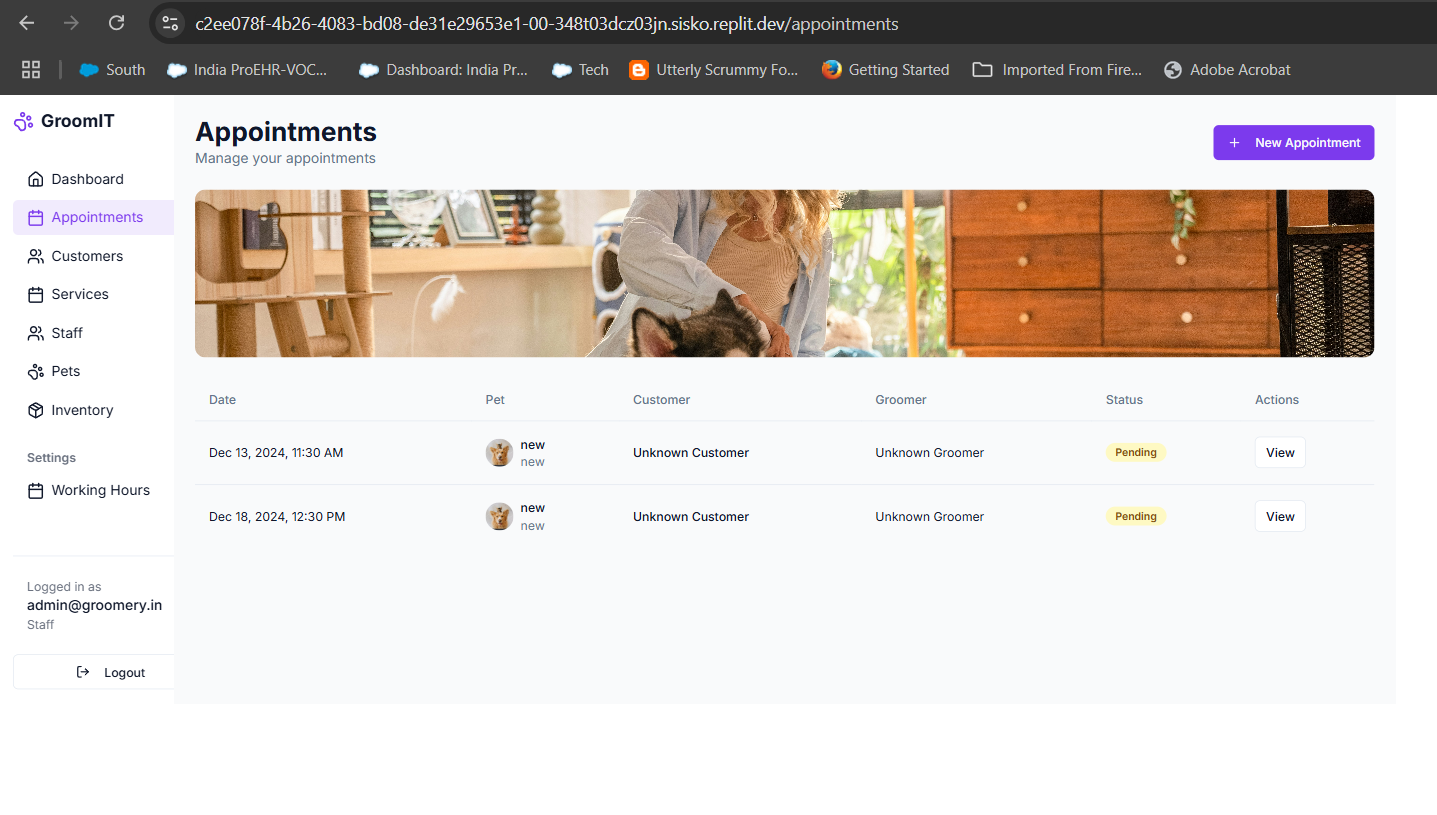 c2ee078f-4b26-4083-bd08-de31e29653e1-00-348t03dcz03jn.sisko.replit.dev/appointments
South India ProEHR-VOC... Dashboard: India Pr... Tech Utterly Scrummy Fo... Getting Started Imported From Fire... Adobe Acrobat
GroomIT
Dashboard
Appointments
Customers
Services
Staff
Pets
Inventory
Settings
Working Hours
Logged in as
admin@groomery.in
Staff
Logout
Appointments
Manage your appointments
+ New Appointment
Date Pet Customer Groomer Status Actions
Dec 13, 2024, 11:30 AM new Unknown Customer Unknown Groomer Pending View
new
Dec 18, 2024, 12:30 PM new Unknown Customer Unknown Groomer Pending View
new